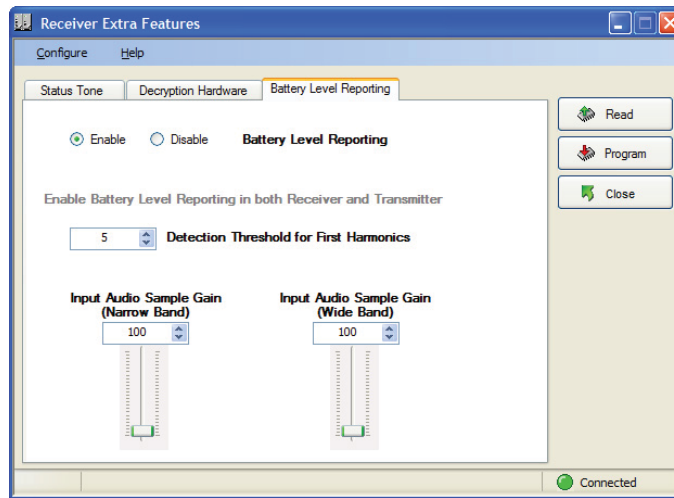 Receiver Extra Features
Configure Help
Status Tone Decryption Hardware Battery Level Reporting
Enable Disable Battery Level Reporting
Enable Battery Level Reporting in both Receiver and Transmitter
5 Detection Threshold for First Harmonics
Input Audio Sample Gain
(Narrow Band)
100
Input Audio Sample Gain
(Wide Band)
100
Read
Program
Close
Connected